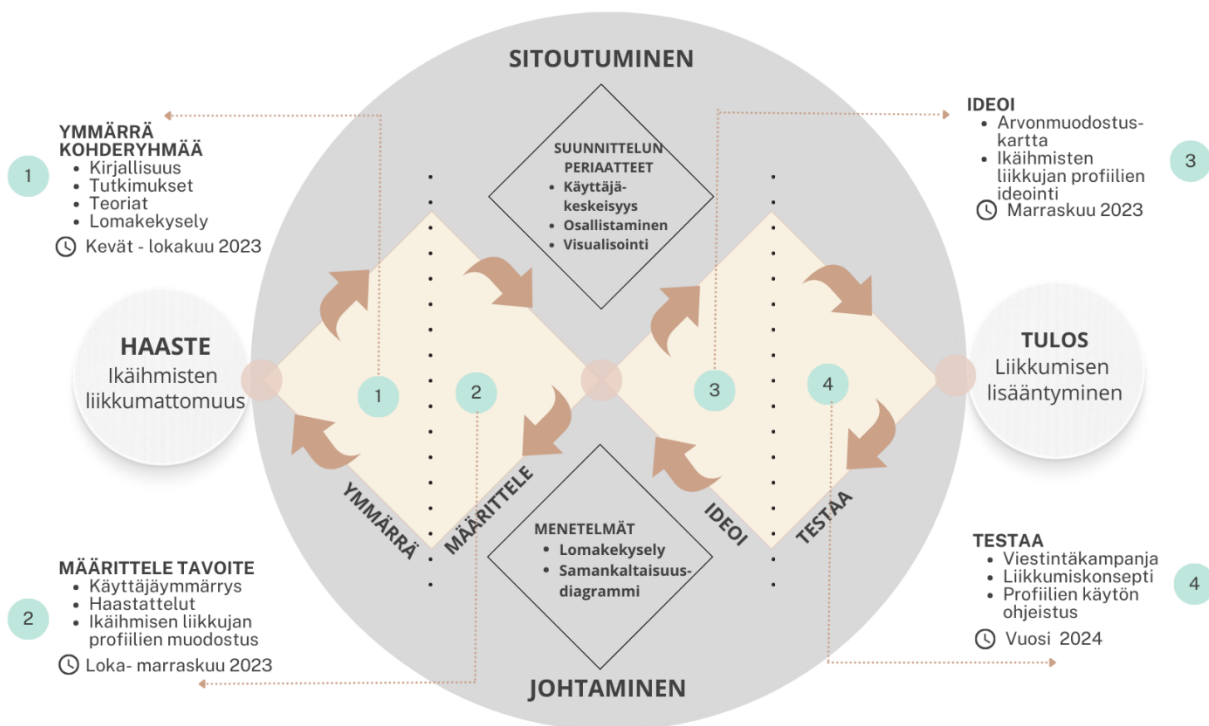 SITOUTUMINEN
YMMÄRRÄ
KOHDERYHMÄÄ
• Kirjallisuus
• Tutkimukset
• Teoriat
• Lomakekysely
Kevät - lokakuu 2023
1
SUUNNITTELUN
PERIAATTEET
• Käyttäjä-
keskeisyys
• Osallistaminen
• Visualisointi
IDEOI
• Arvonmuodostus-
kartta
• Ikäihmisten
liikkujan profiilien
ideointi
Marraskuu 2023
3
HAASTE
Ikäihmisten
liikkumattomuus
1
2
3
4
TULOS
Liikkumisen
lisääntyminen
YMMÄRRÄ
MÄÄRITTELE
IDEOI
TESTAA
MÄÄRITTELE TAVOITE
• Käyttäjäymmärrys
• Haastattelut
• Ikäihmisen liikkujan
profiilien muodostus
Loka- marraskuu 2023
2
MENETELMÄT
• Lomakekysely
• Samankaltaisuus-
diagrammi
TESTAA
• Viestintäkampanja
• Liikkumiskonsepti
• Profiilien käytön
ohjeistus
Vuosi 2024
4
JOHTAMINEN